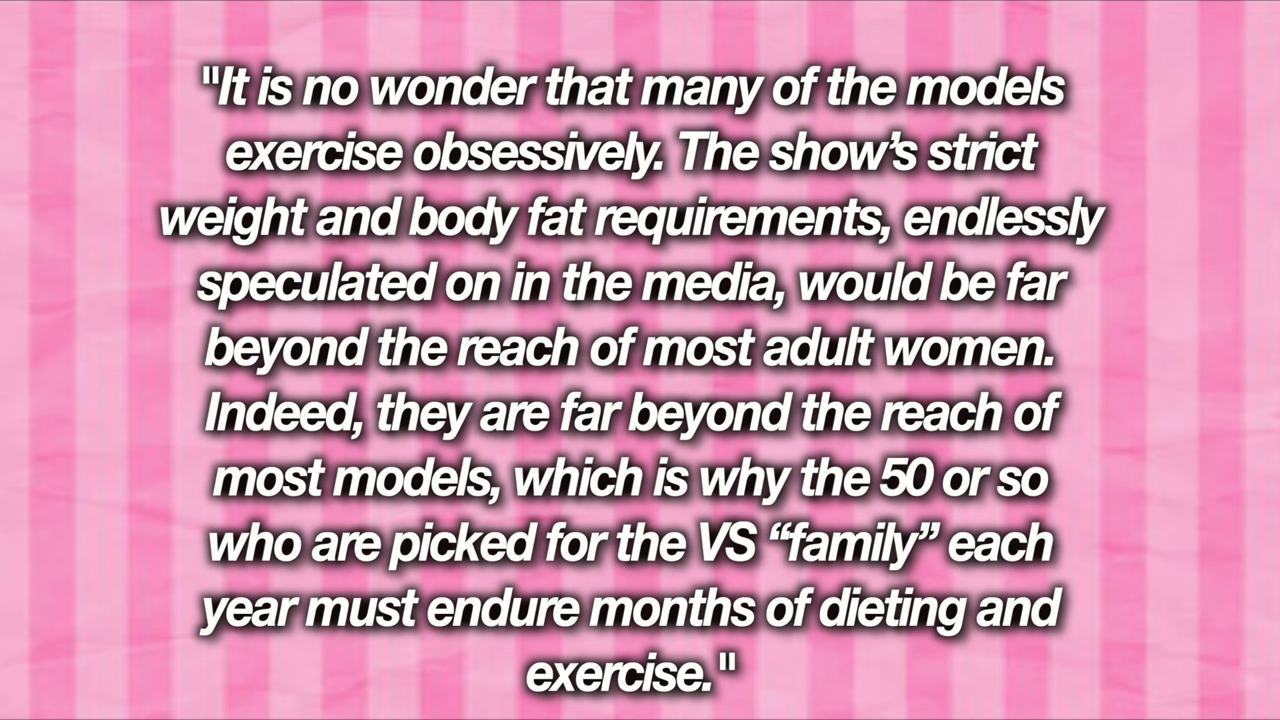 "It is no wonder that many of the models
exercise obsessively. The show’s strict
weight and body fat requirements, endlessly
speculated on in the media, would be far
beyond the reach of most adult women.
Indeed, they are far beyond the reach of
most models, which is why the 50 or so
who are picked for the VS “family” each
year must endure months of dieting and
exercise."